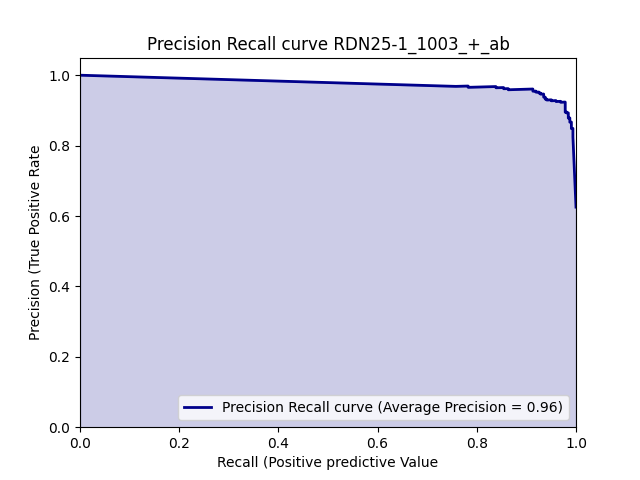 Precision Recall curve RDN25-1_1003_+_ab
1.0
0.8
0.6
0.4
0.2
0.0
Precision (True Positive Rate
Precision Recall curve (Average Precision = 0.96)
0.0 0.2 0.4 0.6 0.8 1.0
Recall (Positive predictive Value